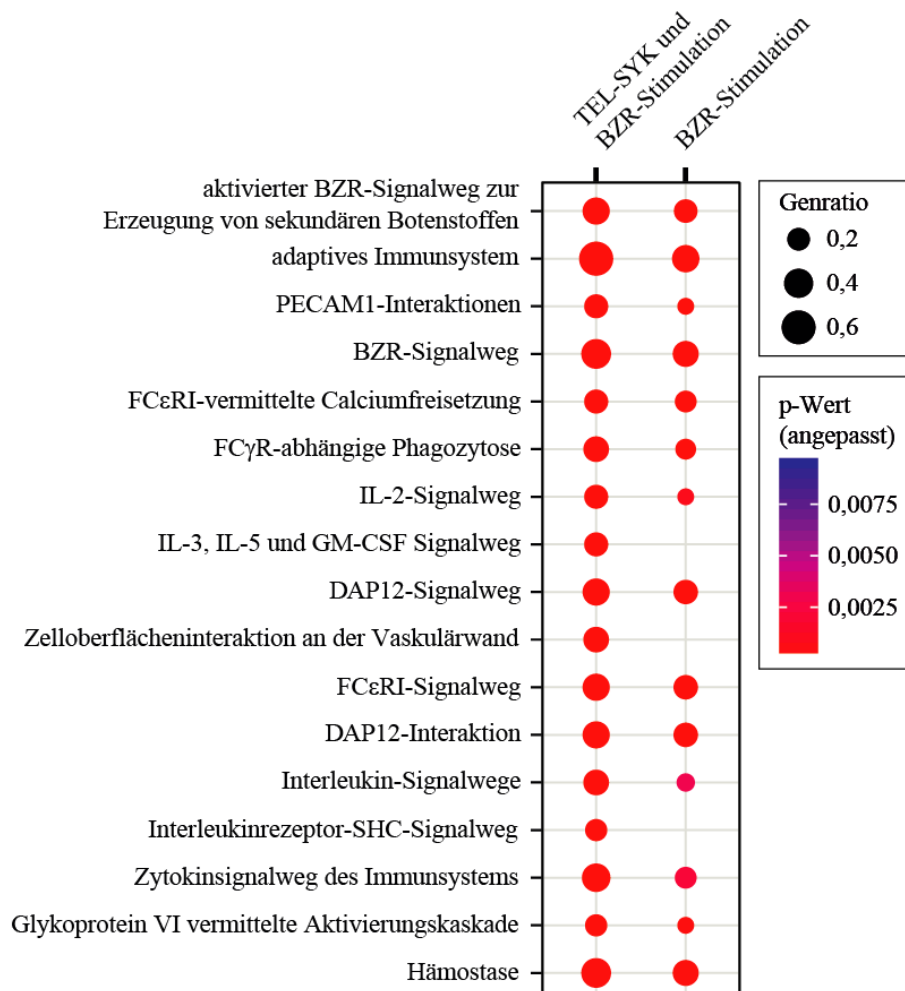 TEL-SYK und
BZR-Stimulation
BZR-Stimulation
aktivierter BZR-Signalweg zur
Erzeugung von sekundären Botenstoffen
adaptives Immunsystem
PECAM1-Interaktionen
BZR-Signalweg
FCεRI-vermittelte Calciumfreisetzung
FCγR-abhängige Phagozytose
IL-2-Signalweg
IL-3, IL-5 und GM-CSF Signalweg
DAP12-Signalweg
Zelloberflächeninteraktion an der Vaskulärwand
FCεRI-Signalweg
DAP12-Interaktion
Interleukin-Signalwege
Interleukinrezeptor-SHC-Signalweg
Zytokinsignalweg des Immunsystems
Glykoprotein VI vermittelte Aktivierungskaskade
Hämostase
Genratio
0,2
0,4
0,6
p-Wert
(angepasst)
0,0075
0,0050
0,0025